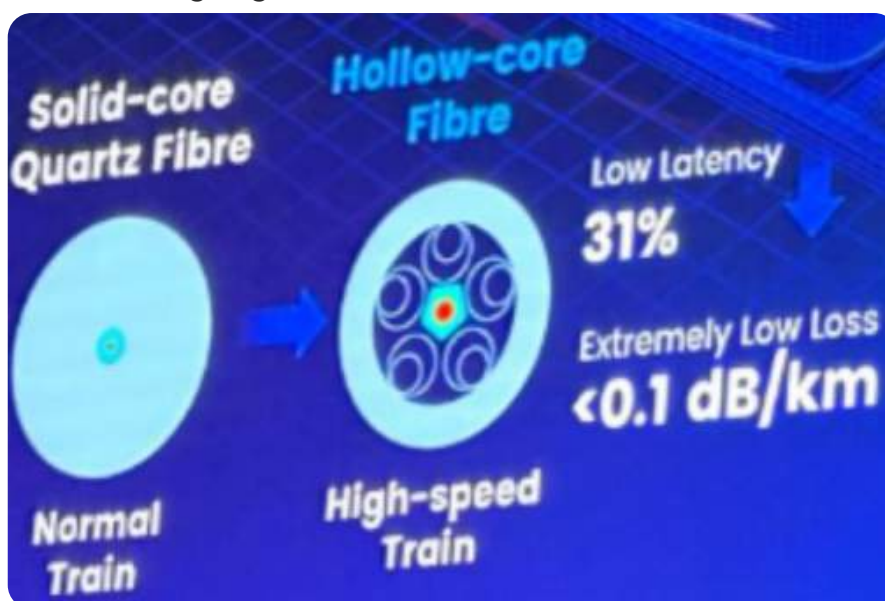 Solid-core
Quartz Fibre
Hollow-core
Fibre
Low Latency
31%
Extremely Low Loss
<0.1 dB/km
Normal
Train
High-speed
Train